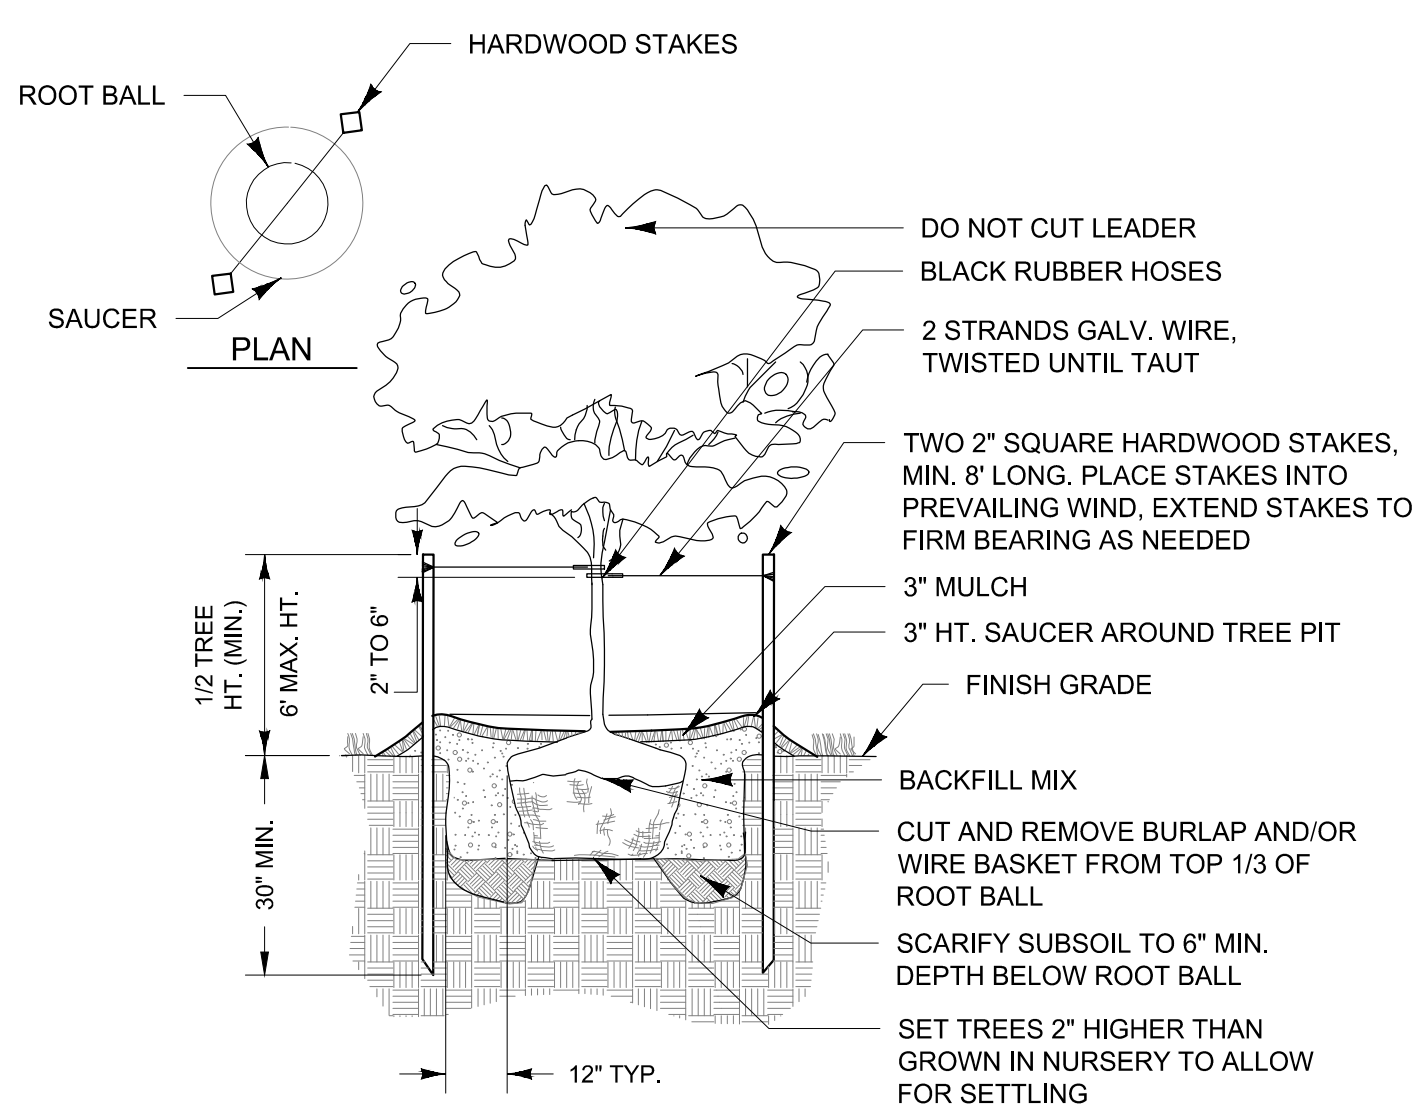 HARDWOOD STAKES
ROOT BALL
SAUCER
PLAN
DO NOT CUT LEADER
BLACK RUBBER HOSES
2 STRANDS GALV. WIRE,
TWISTED UNTIL TAUT
TWO 2" SQUARE HARDWOOD STAKES,
MIN. 8' LONG. PLACE STAKES INTO
PREVAILING WIND, EXTEND STAKES TO
FIRM BEARING AS NEEDED
3" MULCH
3" HT. SAUCER AROUND TREE PIT
FINISH GRADE
BACKFILL MIX
CUT AND REMOVE BURLAP AND/OR
WIRE BASKET FROM TOP 1/3 OF
ROOT BALL
SCARIFY SUBSOIL TO 6" MIN.
DEPTH BELOW ROOT BALL
SET TREES 2" HIGHER THAN
GROWN IN NURSERY TO ALLOW
FOR SETTLING
1/2 TREE
HT. (MIN.)
6' MAX. HT.
2" TO 6"
30" MIN.
12" TYP.